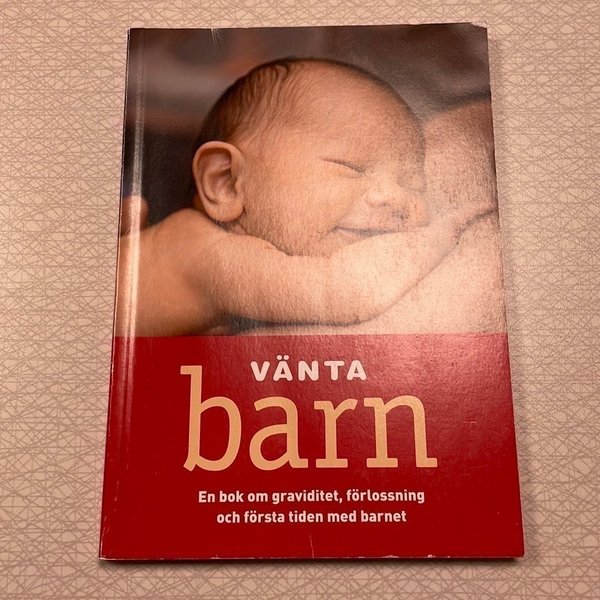 VÄNTA
barn
En bok om graviditet, förlossning
och första tiden med barnet